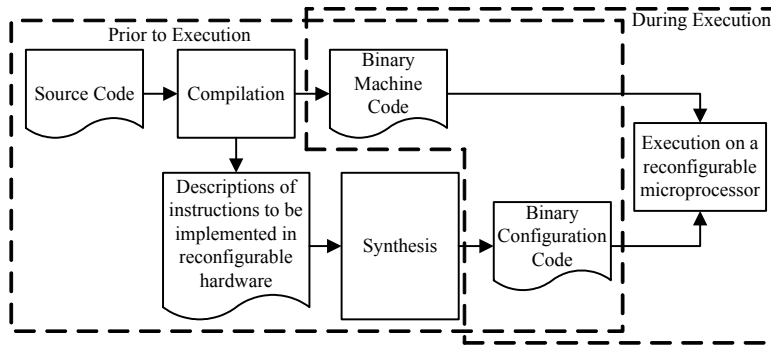 Prior to Execution
During Execution
Source Code
Compilation
Binary
Machine
Code
Execution on a
reconfigurable
microprocessor
Descriptions of
instructions to be
implemented in
reconfigurable
hardware
Synthesis
Binary
Configuration
Code